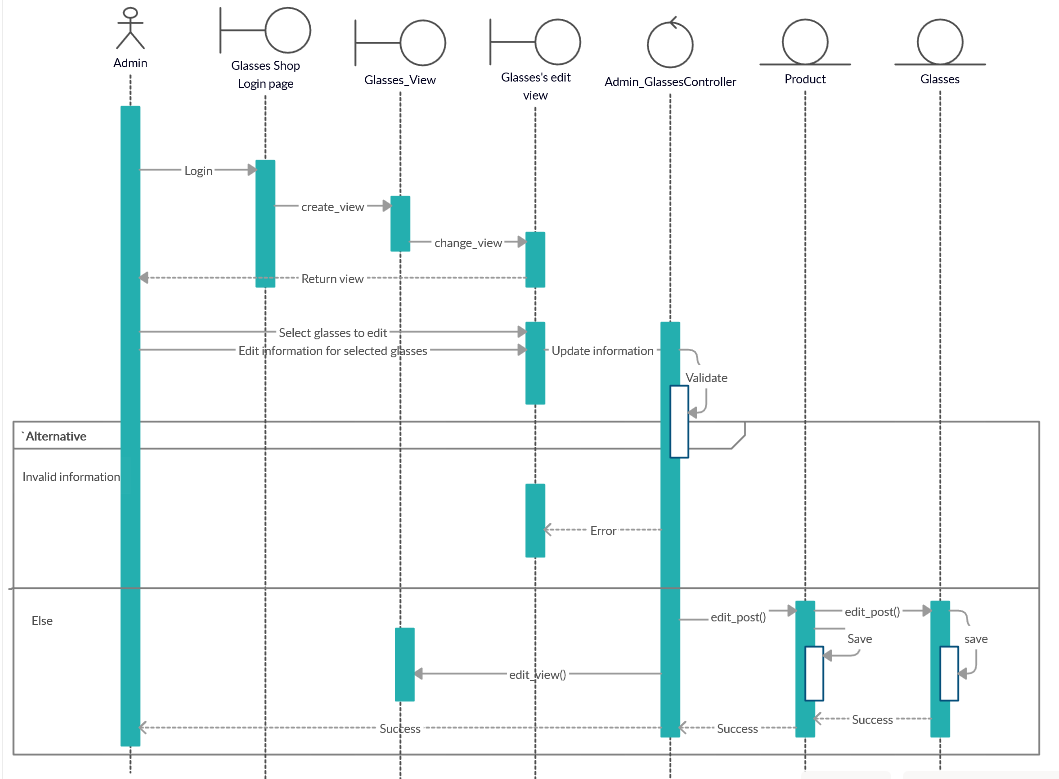 Admin
Glasses Shop
Login page
Glasses_View
Glasses's edit
view
Admin_GlassesController
Product
Glasses
Login
create_view
change_view
Return view
Select glasses to edit
Edit information for selected glasses
Update information
Validate
`Alternative
Invalid information
Error
Else
edit_post()
edit_post()
Save
save
edit_view()
Success
Success
Success